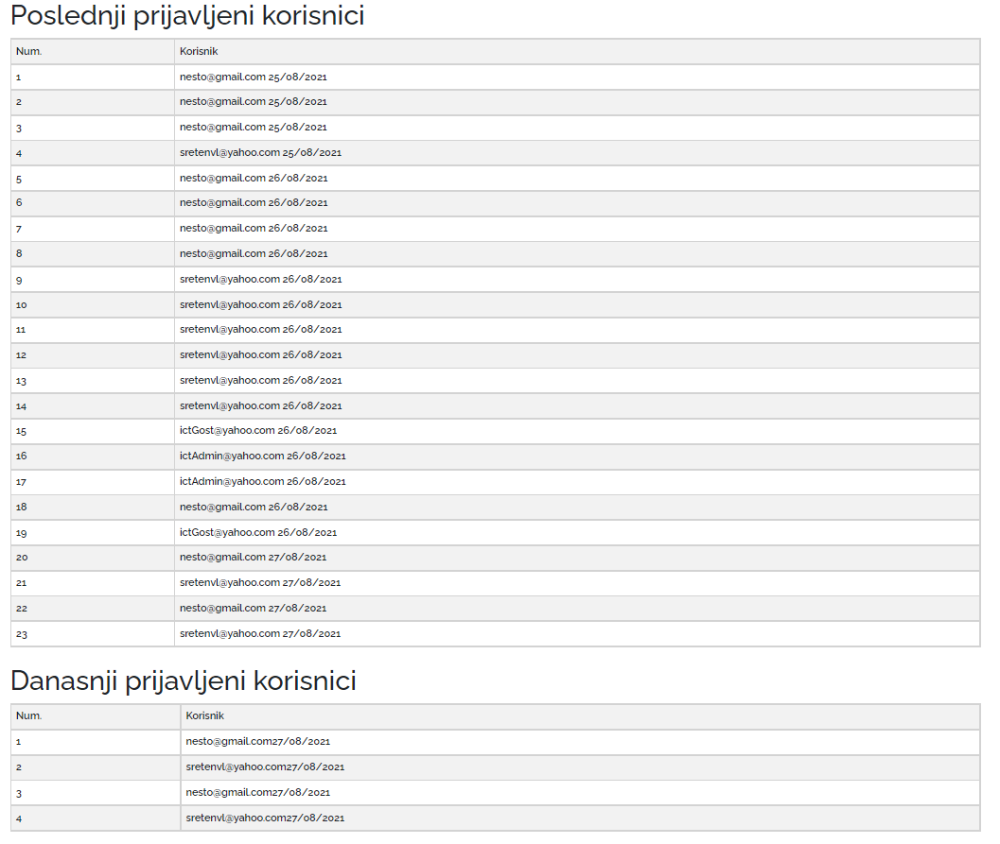 Poslednji prijavljeni korisnici
Num. Korisnik
1 nesto@gmail.com 25/08/2021
2 nesto@gmail.com 25/08/2021
3 nesto@gmail.com 25/08/2021
4 sretenvl@yahoo.com 25/08/2021
5 nesto@gmail.com 26/08/2021
6 nesto@gmail.com 26/08/2021
7 nesto@gmail.com 26/08/2021
8 nesto@gmail.com 26/08/2021
9 sretenvl@yahoo.com 26/08/2021
10 sretenvl@yahoo.com 26/08/2021
11 sretenvl@yahoo.com 26/08/2021
12 sretenvl@yahoo.com 26/08/2021
13 sretenvl@yahoo.com 26/08/2021
14 sretenvl@yahoo.com 26/08/2021
15 ictGost@yahoo.com 26/08/2021
16 ictAdmin@yahoo.com 26/08/2021
17 ictAdmin@yahoo.com 26/08/2021
18 nesto@gmail.com 26/08/2021
19 ictGost@yahoo.com 26/08/2021
20 nesto@gmail.com 27/08/2021
21 sretenvl@yahoo.com 27/08/2021
22 nesto@gmail.com 27/08/2021
23 sretenvl@yahoo.com 27/08/2021
Danasnji prijavljeni korisnici
Num. Korisnik
1 nesto@gmail.com27/08/2021
2 sretenvl@yahoo.com27/08/2021
3 nesto@gmail.com27/08/2021
4 sretenvl@yahoo.com27/08/2021